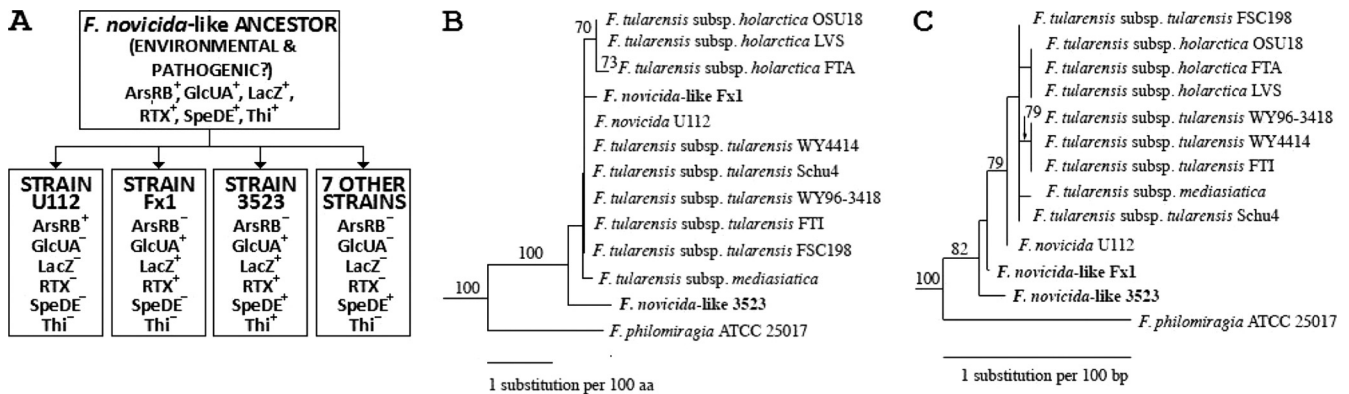 A
F. novicida-like ANCESTOR
(ENVIRONMENTAL &
PATHOGENIC?)
ArsRB⁺, GlcUA⁺, LacZ⁺,
RTX⁺, SpeDE⁺, Thi⁺
STRAIN
U112
ArsRB⁺
GlcUA⁻
LacZ⁻
RTX⁻
SpeDE⁻
Thi⁻
STRAIN
Fx1
ArsRB⁻
GlcUA⁺
LacZ⁺
RTX⁺
SpeDE⁻
Thi⁻
STRAIN
3523
ArsRB⁻
GlcUA⁺
LacZ⁺
RTX⁺
SpeDE⁺
Thi⁺
7 OTHER
STRAINS
ArsRB⁻
GlcUA⁻
LacZ⁻
RTX⁻
SpeDE⁺
Thi⁻
B
70
F. tularensis subsp. holarctica OSU18
F. tularensis subsp. holarctica LVS
73 F. tularensis subsp. holarctica FTA
F. novicida-like Fx1
F. novicida U112
F. tularensis subsp. tularensis WY4414
F. tularensis subsp. tularensis Schu4
F. tularensis subsp. tularensis WY96-3418
F. tularensis subsp. tularensis FTI
F. tularensis subsp. tularensis FSC198
100
F. tularensis subsp. mediasiatica
100
F. novicida-like 3523
F. philomiragia ATCC 25017
1 substitution per 100 aa
C
F. tularensis subsp. tularensis FSC198
F. tularensis subsp. holarctica OSU18
F. tularensis subsp. holarctica FTA
F. tularensis subsp. holarctica LVS
79
F. tularensis subsp. tularensis WY96-3418
F. tularensis subsp. tularensis WY4414
79
F. tularensis subsp. tularensis FTI
F. tularensis subsp. mediasiatica
F. tularensis subsp. tularensis Schu4
F. novicida U112
82
F. novicida-like Fx1
100
F. novicida-like 3523
F. philomiragia ATCC 25017
1 substitution per 100 bp